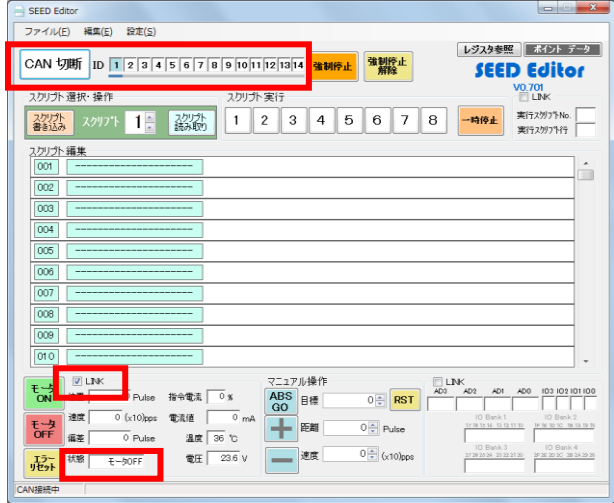 SEED Editor
ファイル(F) 編集(E) 設定(S)
CAN 切断 ID 1 2 3 4 5 6 7 8 9 10 11 12 13 14 強制停止 強制停止解除
レジスタ参照 ポイント データ
SEED Editor
V0.701
スクリプト選択・操作 スクリプト実行 LINK
スクリプト書き込み スクリプト 1 スクリプト読み取り 1 2 3 4 5 6 7 8 一時停止 実行スクリプトNo.
実行スクリプト行
スクリプト編集
001 ---------------------
002 ---------------------
003 ---------------------
004 ---------------------
005 ---------------------
006 ---------------------
007 ---------------------
008 ---------------------
009 ---------------------
010 ---------------------
モータON LINK マニュアル操作 LINK
Pulse 指令電流 0 % ABS GO 目標 0 RST AD3 AD2 AD1 AD0 IO3 IO2 IO1 IO0
モータOFF 速度 0 (x10)pps 電流値 0 mA 距離 0 Pulse IO Bank1 IO Bank2
偏差 0 Pulse 温度 36 ℃
エラーリセット 状態 モータOFF 電圧 23.6 V 速度 0 (x10)pps IO Bank3 IO Bank4
CAN接続中